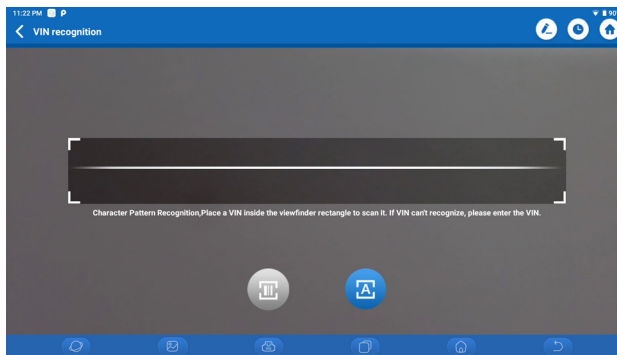 11:22 PM
90
VIN recognition
Character Pattern Recognition,Place a VIN inside the viewfinder rectangle to scan it. If VIN can't recognize, please enter the VIN.
A